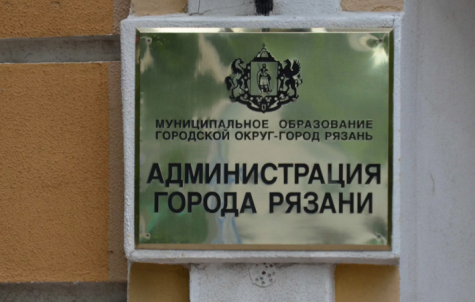 МУНИЦИПАЛЬНОЕ ОБРАЗОВАНИЕ
ГОРОДСКОЙ ОКРУГ-ГОРОД РЯЗАНЬ
АДМИНИСТРАЦИЯ
ГОРОДА РЯЗАНИ